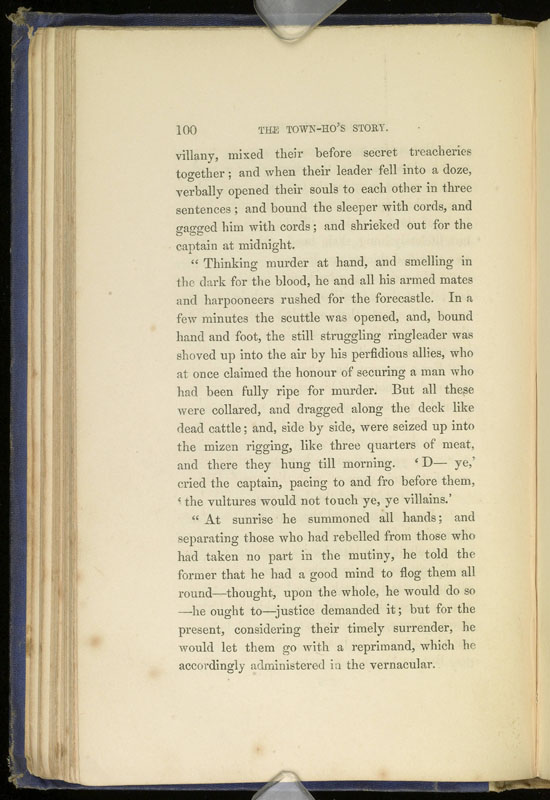 100 THE TOWN-HO'S STORY.
villany, mixed their before secret treacheries
together; and when their leader fell into a doze,
verbally opened their souls to each other in three
sentences; and bound the sleeper with cords, and
gagged him with cords; and shrieked out for the
captain at midnight.
“ Thinking murder at hand, and smelling in
the dark for the blood, he and all his armed mates
and harpooneers rushed for the forecastle. In a
few minutes the scuttle was opened, and, bound
hand and foot, the still struggling ringleader was
shoved up into the air by his perfidious allies, who
at once claimed the honour of securing a man who
had been fully ripe for murder. But all these
were collared, and dragged along the deck like
dead cattle; and, side by side, were seized up into
the mizen rigging, like three quarters of meat,
and there they hung till morning. ‘D— ye,’
cried the captain, pacing to and fro before them,
‘ the vultures would not touch ye, ye villains.’
“ At sunrise he summoned all hands; and
separating those who had rebelled from those who
had taken no part in the mutiny, he told the
former that he had a good mind to flog them all
round—thought, upon the whole, he would do so
—he ought to—justice demanded it; but for the
present, considering their timely surrender, he
would let them go with a reprimand, which he
accordingly administered in the vernacular.